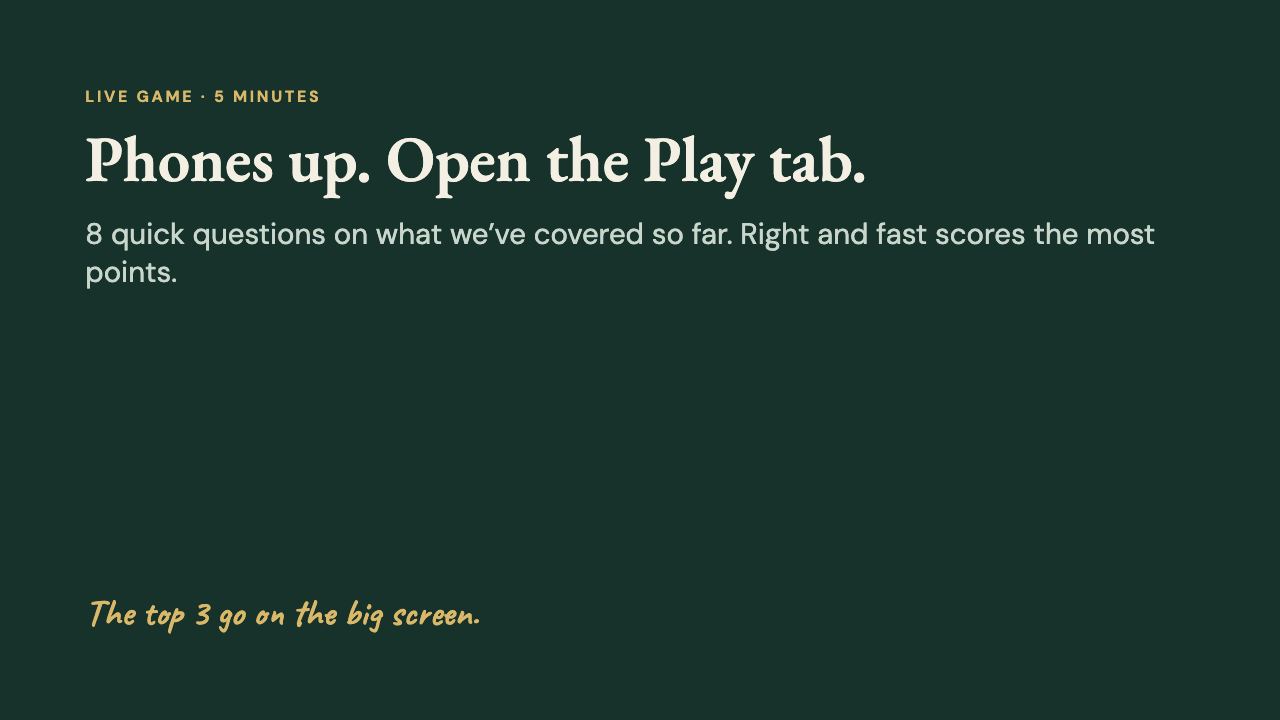 LIVE GAME · 5 MINUTES
Phones up. Open the Play tab.
8 quick questions on what we’ve covered so far. Right and fast scores the most
points.
The top 3 go on the big screen.